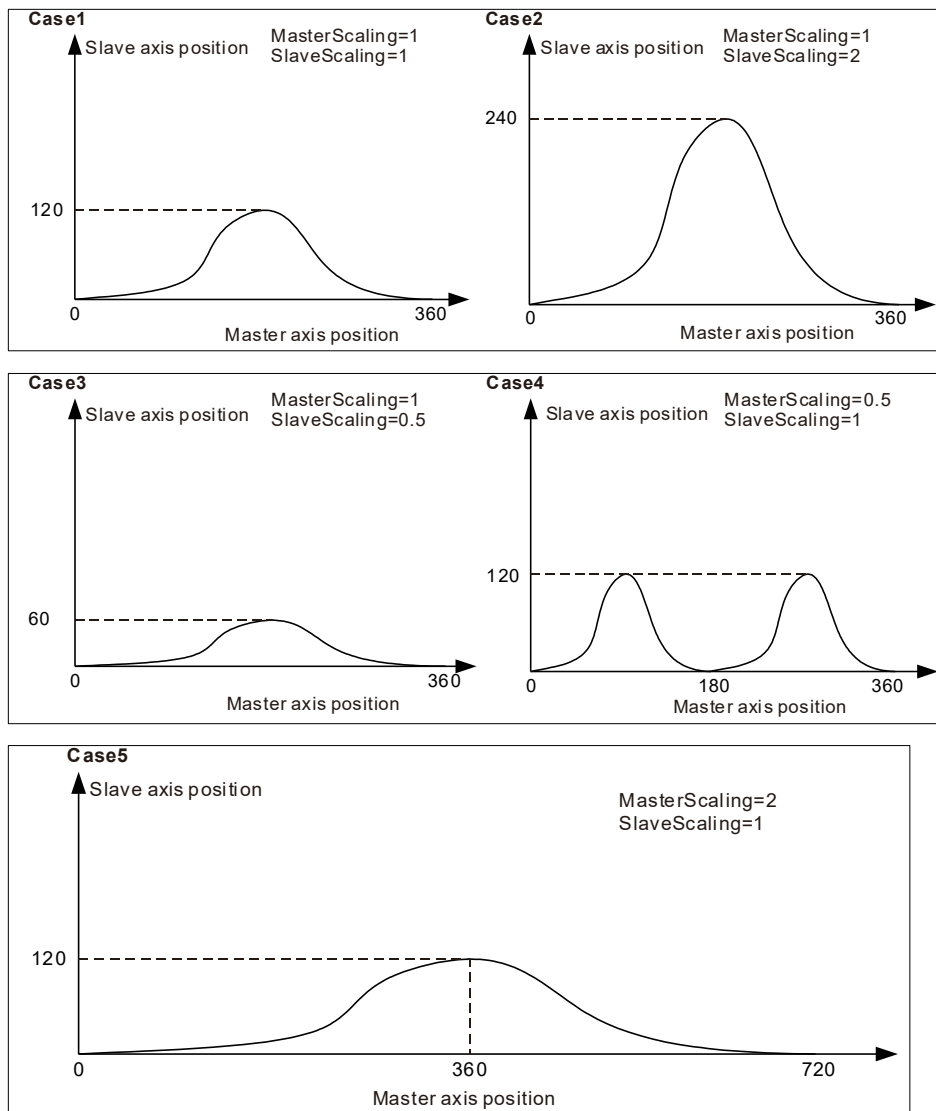 Case1
Slave axis position
MasterScaling=1
SlaveScaling=1
120
0
360
Master axis position
Case2
Slave axis position
MasterScaling=1
SlaveScaling=2
240
0
360
Master axis position
Case3
Slave axis position
MasterScaling=1
SlaveScaling=0.5
60
0
360
Master axis position
Case4
Slave axis position
MasterScaling=0.5
SlaveScaling=1
120
0
180
360
Master axis position
Case5
Slave axis position
MasterScaling=2
SlaveScaling=1
120
0
360
720
Master axis position